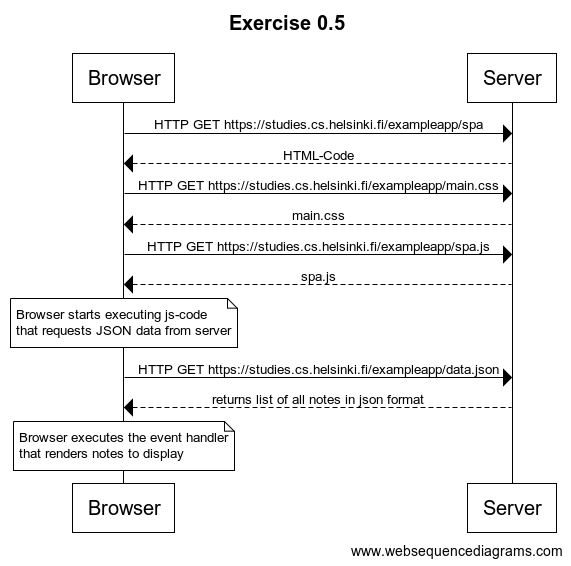 Exercise 0.5
Browser
Server
HTTP GET https://studies.cs.helsinki.fi/exampleapp/spa
HTML-Code
HTTP GET https://studies.cs.helsinki.fi/exampleapp/main.css
main.css
HTTP GET https://studies.cs.helsinki.fi/exampleapp/spa.js
spa.js
Browser starts executing js-code
that requests JSON data from server
HTTP GET https://studies.cs.helsinki.fi/exampleapp/data.json
returns list of all notes in json format
Browser executes the event handler
that renders notes to display
Browser
Server
www.websequencediagrams.com